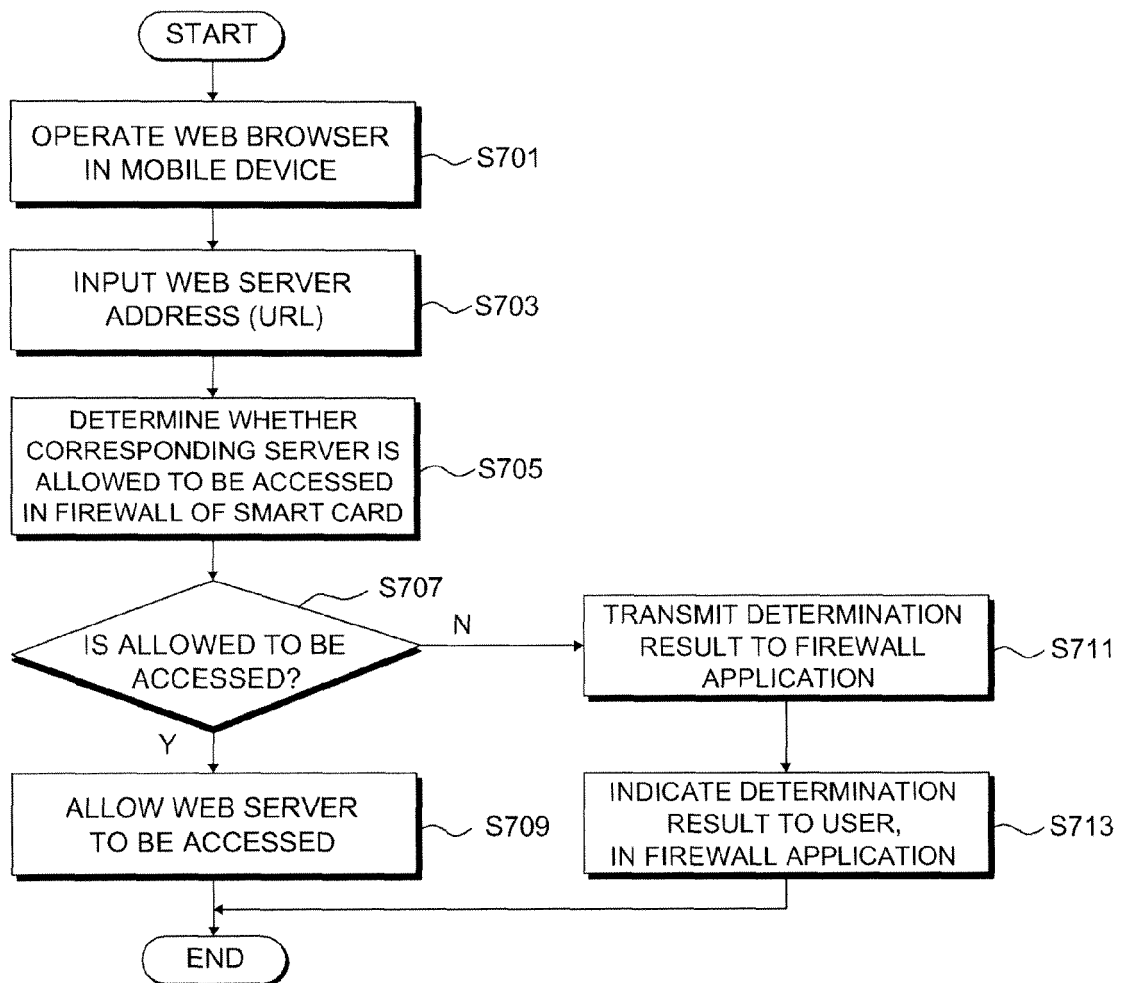 START
OPERATE WEB BROWSER
IN MOBILE DEVICE
S701
INPUT WEB SERVER
ADDRESS (URL)
S703
DETERMINE WHETHER
CORRESPONDING SERVER IS
ALLOWED TO BE ACCESSED
IN FIREWALL OF SMART CARD
S705
S707
IS ALLOWED TO BE
ACCESSED?
N
Y
TRANSMIT DETERMINATION
RESULT TO FIREWALL
APPLICATION
S711
ALLOW WEB SERVER
TO BE ACCESSED
S709
INDICATE DETERMINATION
RESULT TO USER,
IN FIREWALL APPLICATION
S713
END